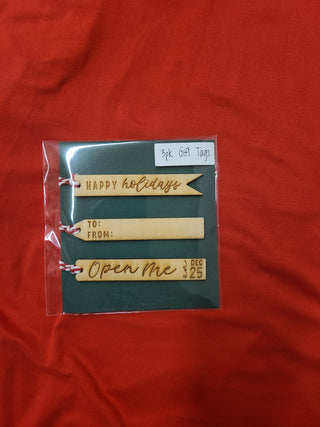 3pk Gift Tags
HAPPY holidays
TO:
FROM:
Open Me
DEC
25